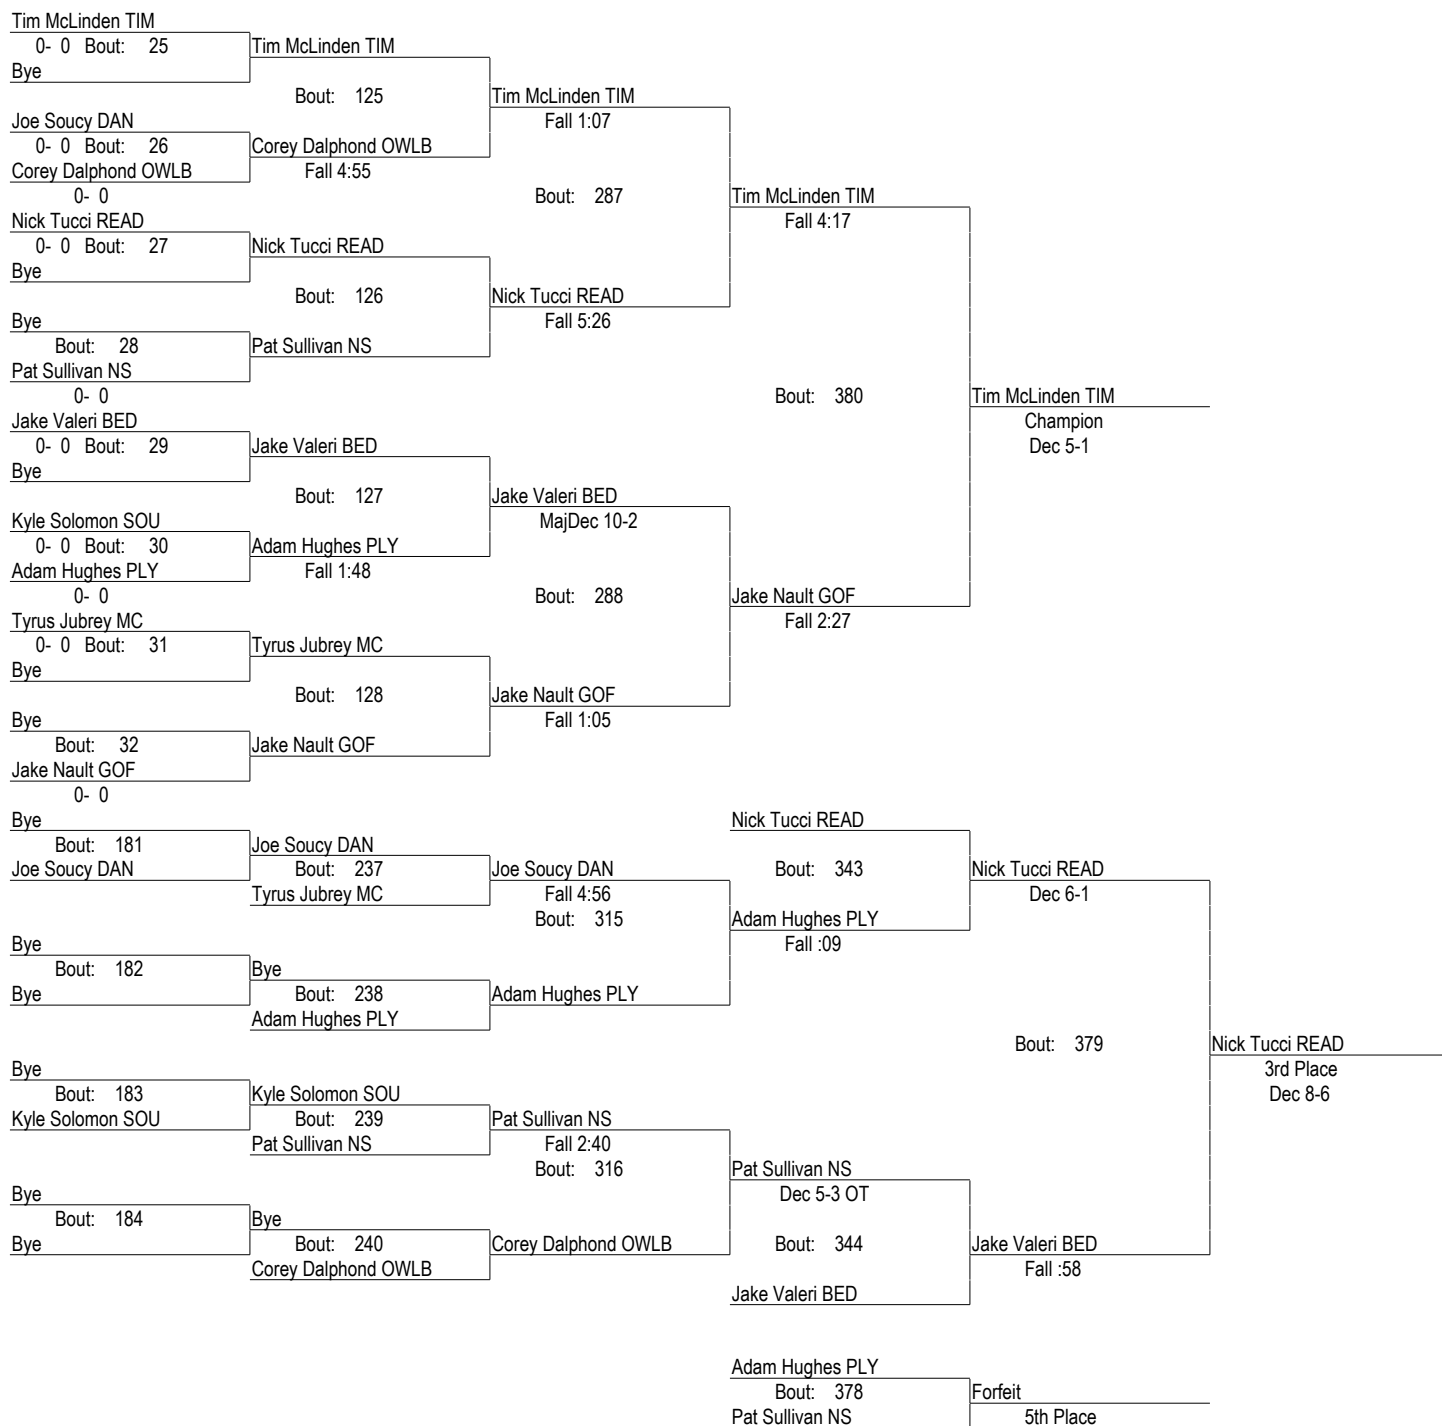 Tim McLinden TIM
0- 0 Bout: 25 Tim McLinden TIM
Bye
Bout: 125 Tim McLinden TIM
Joe Soucy DAN Fall 1:07
0- 0 Bout: 26 Corey Dalphond OWLB
Corey Dalphond OWLB Fall 4:55
0- 0 Bout: 287 Tim McLinden TIM
Nick Tucci READ Fall 4:17
0- 0 Bout: 27 Nick Tucci READ
Bye
Bout: 126 Nick Tucci READ
Bye Fall 5:26
Bout: 28 Pat Sullivan NS
Pat Sullivan NS
0- 0 Bout: 380 Tim McLinden TIM
Jake Valeri BED Champion
0- 0 Bout: 29 Jake Valeri BED Dec 5-1
Bye
Bout: 127 Jake Valeri BED
Kyle Solomon SOU MajDec 10-2
0- 0 Bout: 30 Adam Hughes PLY
Adam Hughes PLY Fall 1:48
0- 0 Bout: 288 Jake Nault GOF
Tyrus Jubrey MC Fall 2:27
0- 0 Bout: 31 Tyrus Jubrey MC
Bye
Bout: 128 Jake Nault GOF
Bye Fall 1:05
Bout: 32 Jake Nault GOF
Jake Nault GOF
0- 0
Bye Nick Tucci READ
Bout: 181 Joe Soucy DAN
Joe Soucy DAN Bout: 237 Joe Soucy DAN Bout: 343 Nick Tucci READ
Tyrus Jubrey MC Fall 4:56 Dec 6-1
Bout: 315 Adam Hughes PLY
Bye Fall :09
Bout: 182 Bye
Bye Bout: 238 Adam Hughes PLY
Adam Hughes PLY
Bout: 379 Nick Tucci READ
Bye 3rd Place
Bout: 183 Kyle Solomon SOU Dec 8-6
Kyle Solomon SOU Bout: 239 Pat Sullivan NS
Pat Sullivan NS Fall 2:40
Bout: 316 Pat Sullivan NS
Bye Dec 5-3 OT
Bout: 184 Bye
Bye Bout: 240 Corey Dalphond OWLB Bout: 344 Jake Valeri BED
Corey Dalphond OWLB Fall :58
Jake Valeri BED
Adam Hughes PLY
Bout: 378 Forfeit
Pat Sullivan NS 5th Place